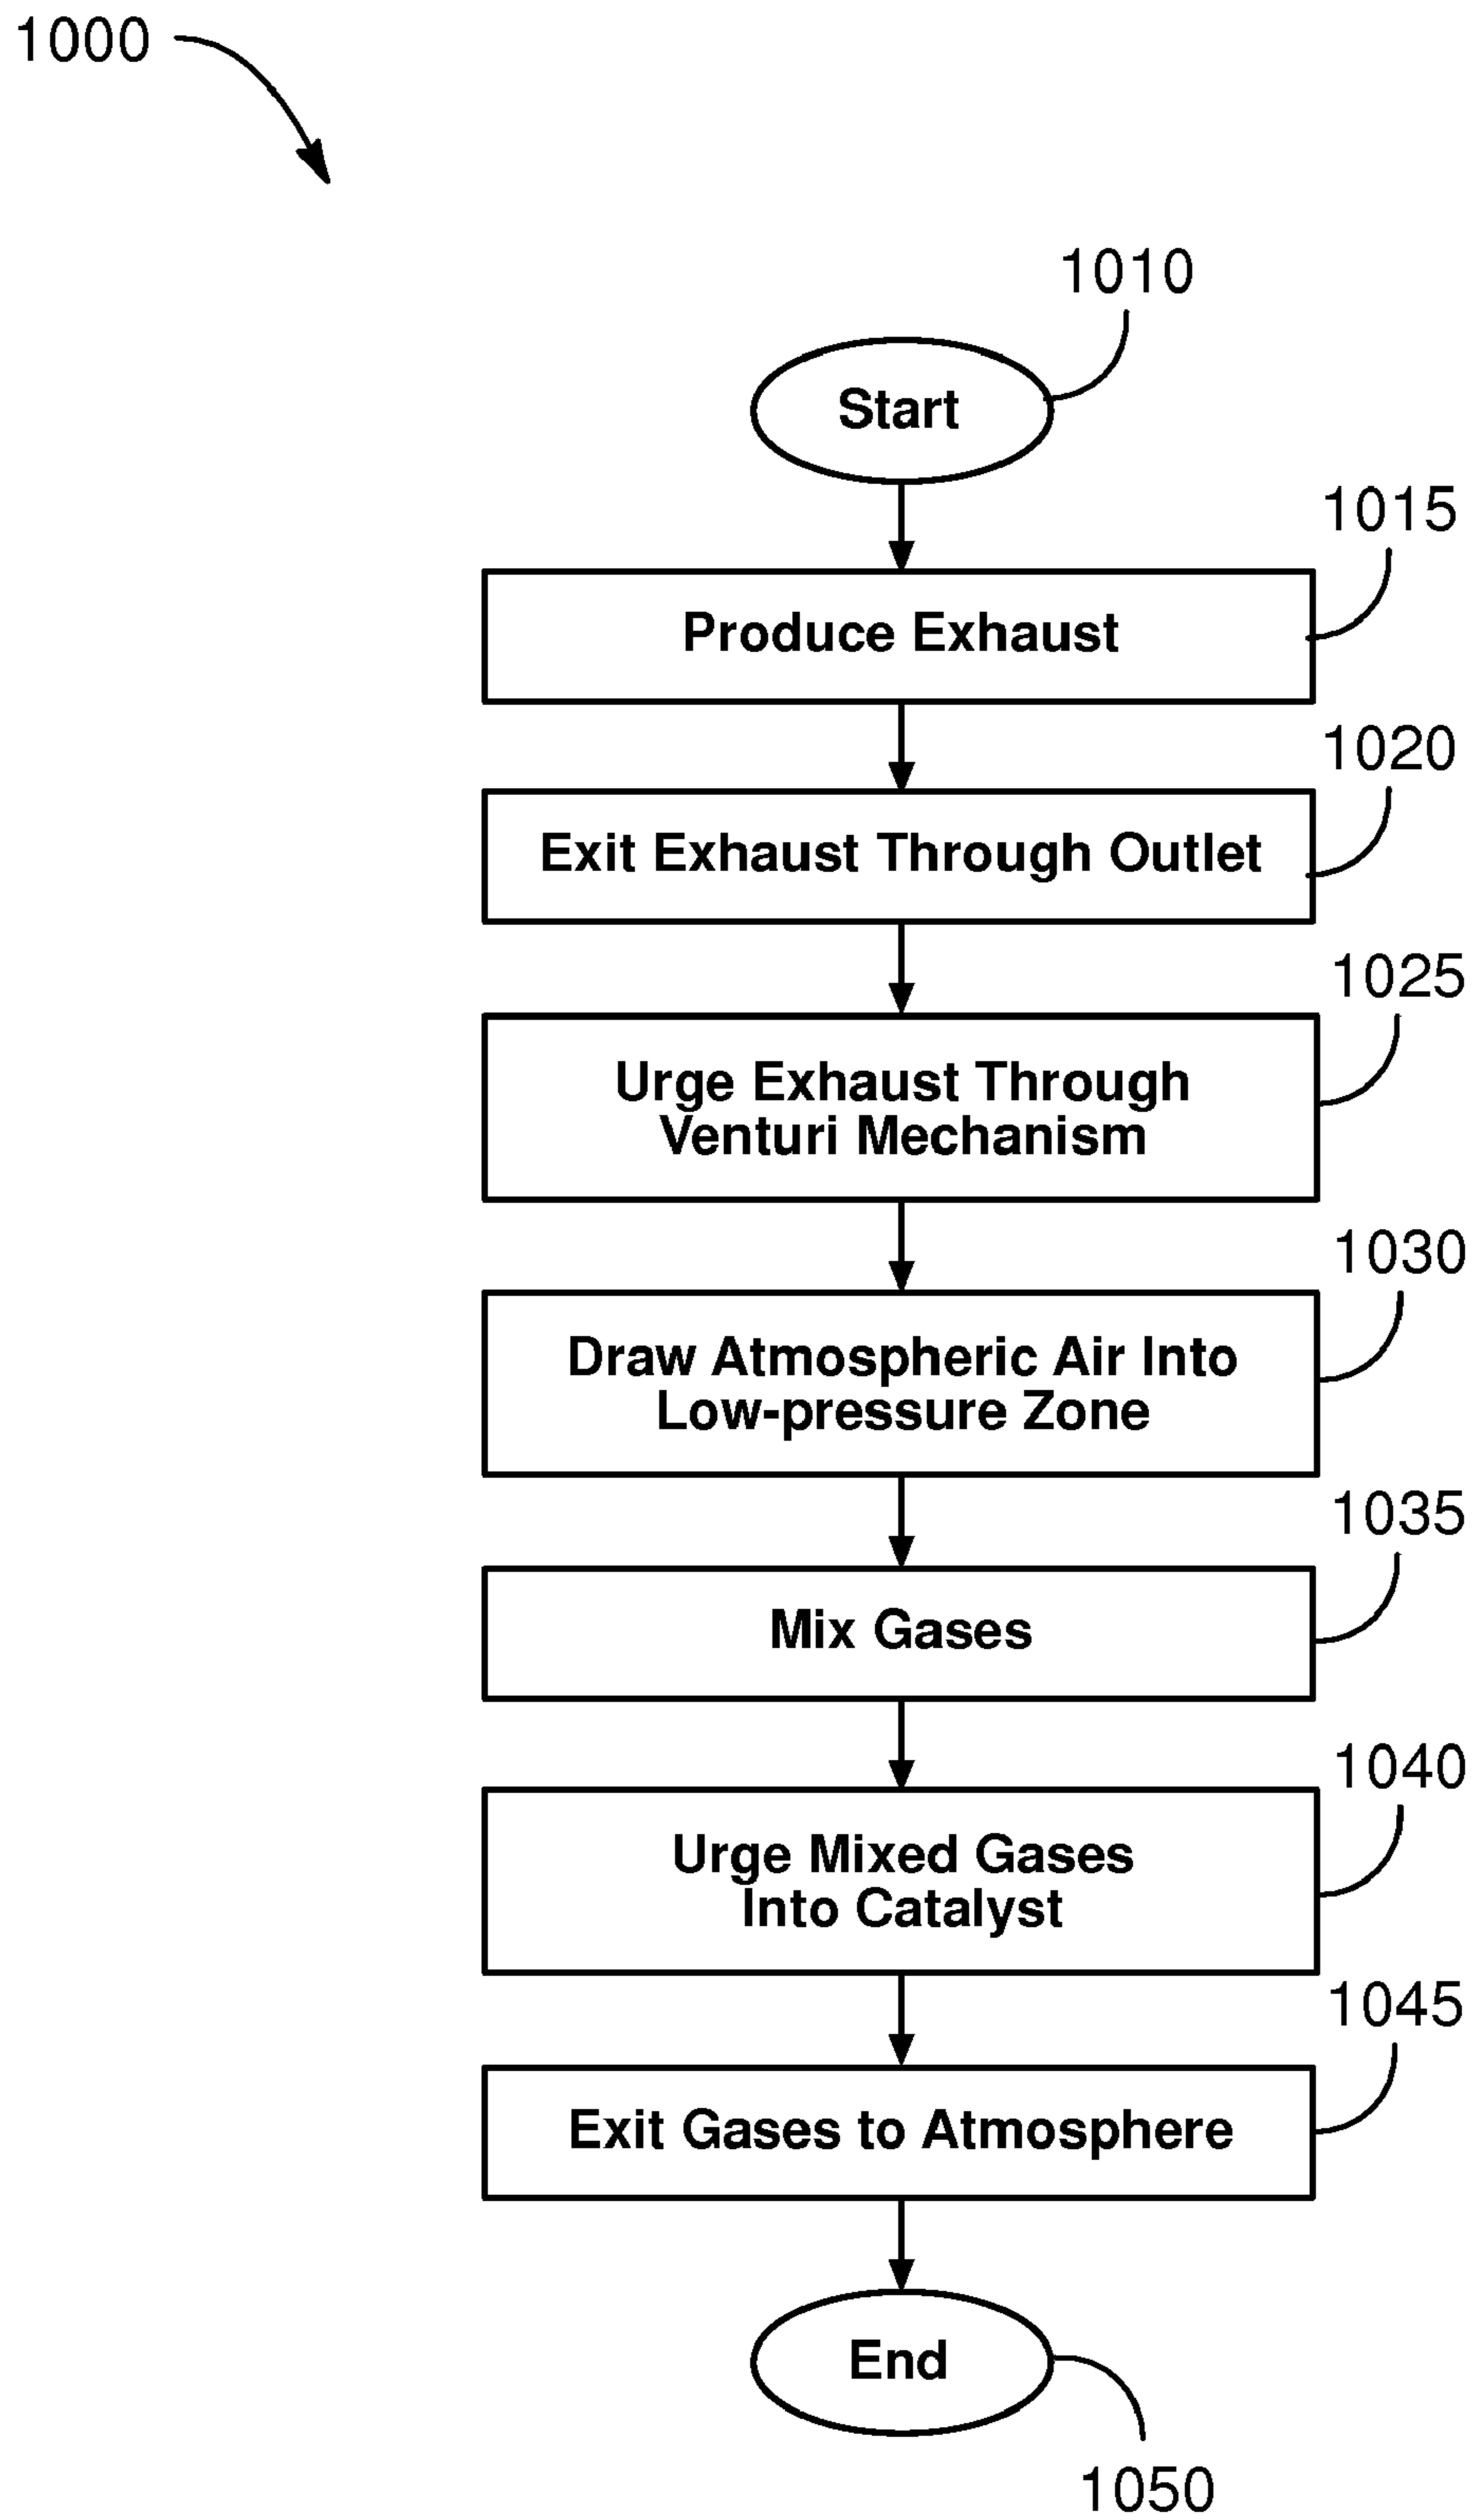 1000
1010
Start
1015
Produce Exhaust
1020
Exit Exhaust Through Outlet
1025
Urge Exhaust Through
Venturi Mechanism
1030
Draw Atmospheric Air Into
Low-pressure Zone
1035
Mix Gases
1040
Urge Mixed Gases
Into Catalyst
1045
Exit Gases to Atmosphere
End
1050